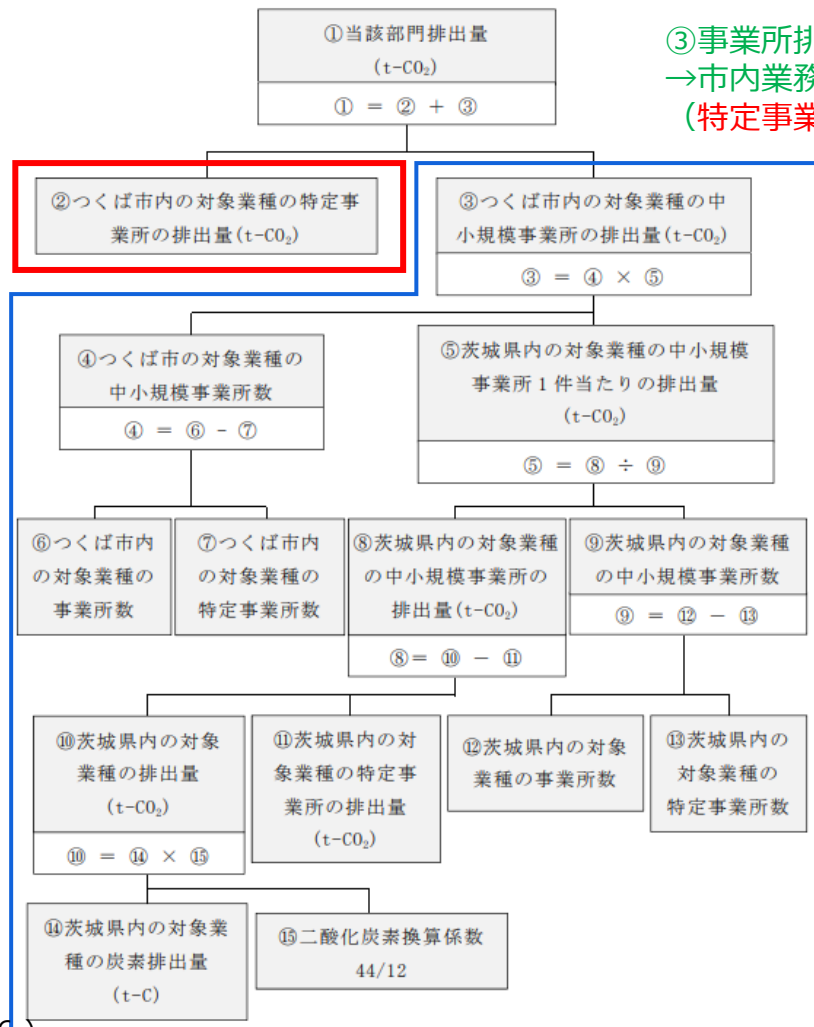 ①当該部門排出量
(t-CO₂)
① = ② + ③
③事業所排
→市内業務
(特定事業
②つくば市内の対象業種の特定事
業所の排出量(t-CO₂)
③つくば市内の対象業種の中
小規模事業所の排出量(t-CO₂)
③ = ④ × ⑤
④つくば市の対象業種の
中小規模事業所数
④ = ⑥ - ⑦
⑤茨城県内の対象業種の中小規模
事業所1件当たりの排出量
(t-CO₂)
⑤ = ⑧ ÷ ⑨
⑥つくば市内
の対象業種の
事業所数
⑦つくば市内
の対象業種の
特定事業所数
⑧茨城県内の対象業種
の中小規模事業所の
排出量(t-CO₂)
⑧= ⑩ − ⑪
⑨茨城県内の対象業種
の中小規模事業所数
⑨ = ⑫ − ⑬
⑩茨城県内の対象
業種の排出量
(t-CO₂)
⑩ = ⑭ × ⑮
⑪茨城県内の対
象業種の特定事
業所の排出量
(t-CO₂)
⑫茨城県内の対象
業種の事業所数
⑬茨城県内の
対象業種の
特定事業所数
⑭茨城県内の対象業
種の炭素排出量
(t-C)
⑮二酸化炭素換算係数
44/12